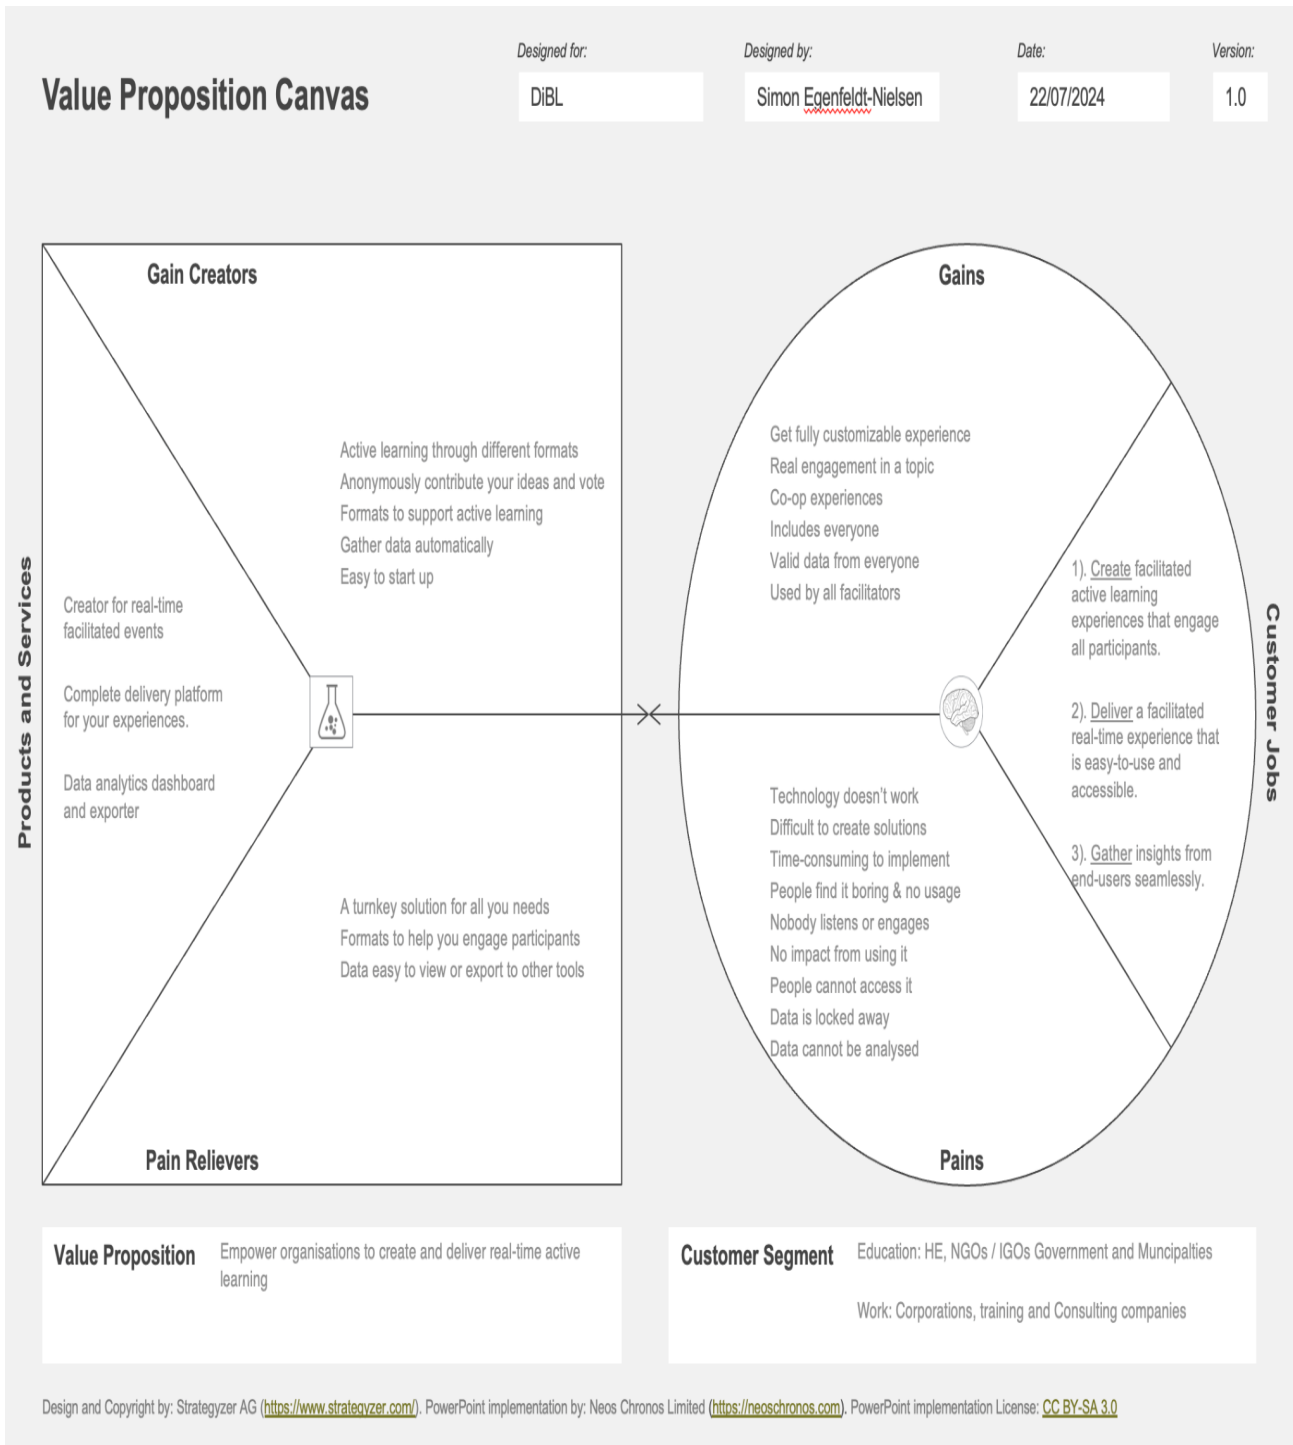 Designed for:
Designed by:
Date:
Version:
Value Proposition Canvas
DiBL
Simon Egenfeldt-Nielsen
22/07/2024
1.0
Products and Services
Gain Creators
Active learning through different formats
Anonymously contribute your ideas and vote
Formats to support active learning
Gather data automatically
Easy to start up
Creator for real-time
facilitated events
Complete delivery platform
for your experiences.
Data analytics dashboard
and exporter
A turnkey solution for all you needs
Formats to help you engage participants
Data easy to view or export to other tools
Pain Relievers
Gains
Get fully customizable experience
Real engagement in a topic
Co-op experiences
Includes everyone
Valid data from everyone
Used by all facilitators
1). Create facilitated
active learning
experiences that engage
all participants.
2). Deliver a facilitated
real-time experience that
is easy-to-use and
accessible.
3). Gather insights from
end-users seamlessly.
Customer Jobs
Technology doesn't work
Difficult to create solutions
Time-consuming to implement
People find it boring & no usage
Nobody listens or engages
No impact from using it
People cannot access it
Data is locked away
Data cannot be analysed
Pains
Value Proposition
Empower organisations to create and deliver real-time active
learning
Customer Segment
Education: HE, NGOs / IGOs Government and Muncipalties
Work: Corporations, training and Consulting companies
Design and Copyright by: Strategyzer AG (https://www.strategyzer.com/). PowerPoint implementation by: Neos Chronos Limited (https://neoschronos.com). PowerPoint implementation License: CC BY-SA 3.0